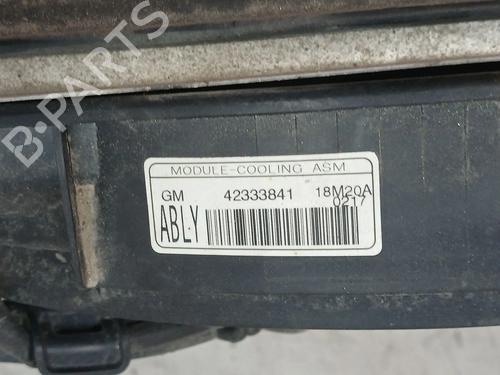 B-PARTS
MODULE-COOLING ASM
GM 42333841 18M20A
0217
ABLY